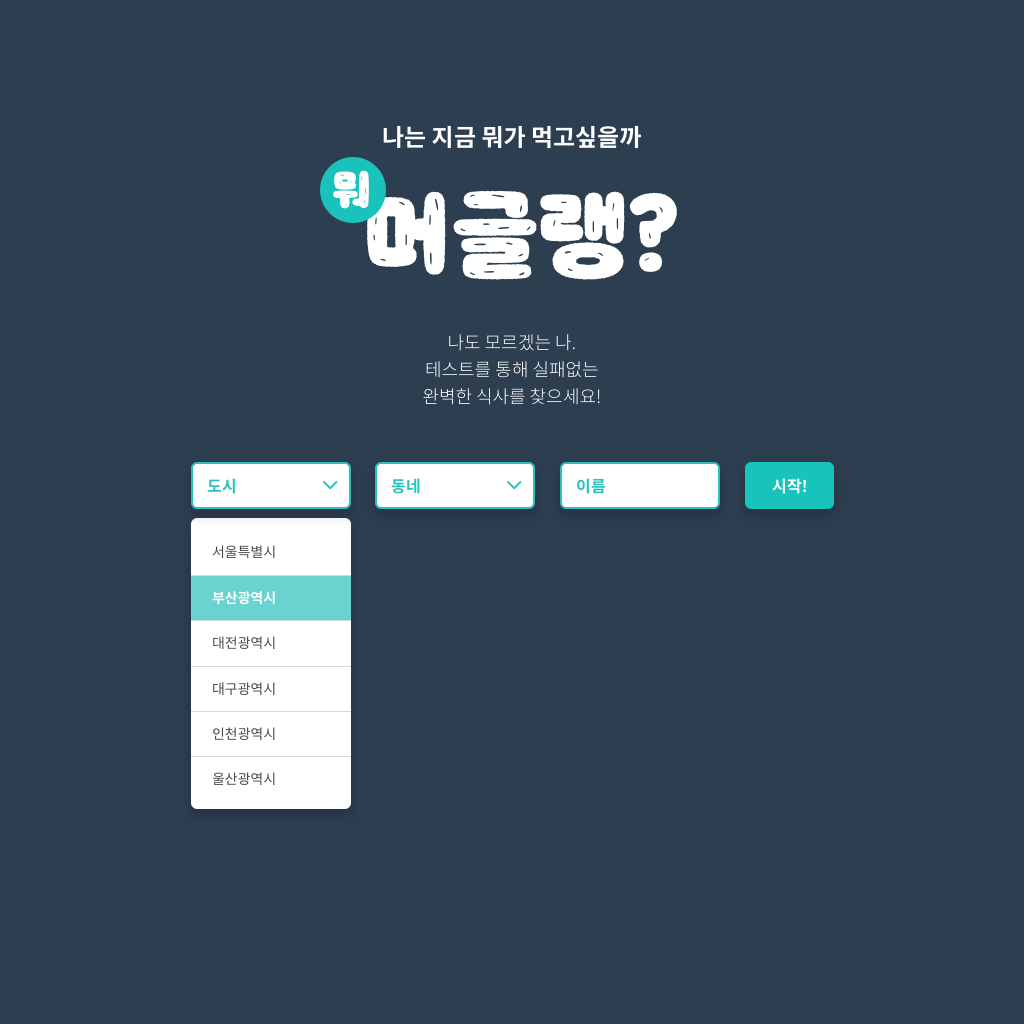 나는 지금 뭐가 먹고싶을까
뭐
머글랭?
나도 모르겠는 나.
테스트를 통해 실패없는
완벽한 식사를 찾으세요!
도시
동네
이름
시작!
서울특별시
부산광역시
대전광역시
대구광역시
인천광역시
울산광역시